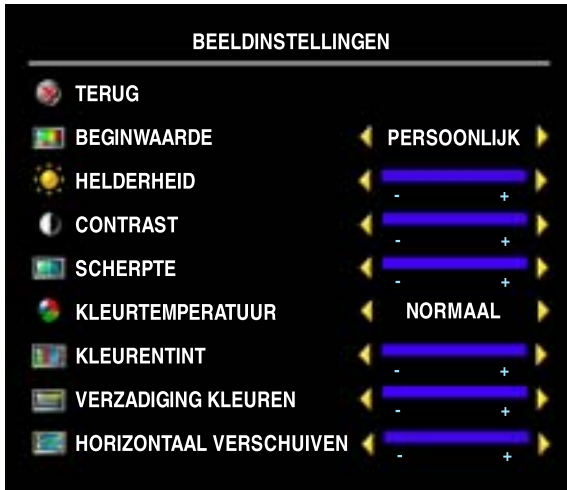 BEELDINSTELLINGEN
TERUG
BEGINWAARDE PERSOONLIJK
HELDERHEID
- +
CONTRAST
- +
SCHERPTE
- +
KLEURTEMPERATUUR NORMAAL
KLEURENTINT
- +
VERZADIGING KLEUREN
- +
HORIZONTAAL VERSCHUIVEN
- +